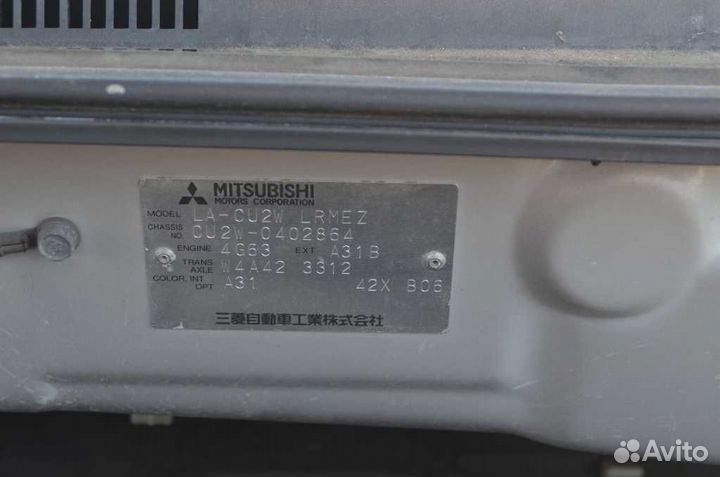 MITSUBISHI
MOTORS CORPORATION
MODEL LA-CU2W LRMEZ
CHASSIS NO. CU2W-0402864
ENGINE 4G63 EXT A31B
TRANS AXLE W4A42 3312
COLOR. INT OPT A31 42X B06
三菱自動車工業株式会社
Avito